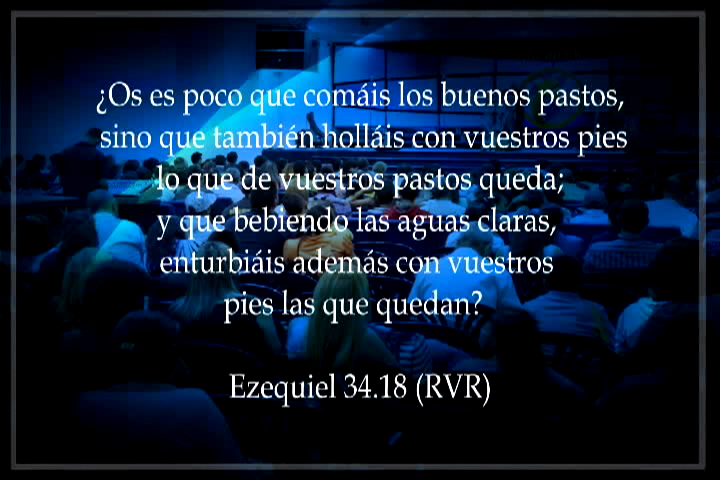 ¿Os es poco que comáis los buenos pastos,
sino que también holláis con vuestros pies
lo que de vuestros pastos queda;
y que bebiendo las aguas claras,
enturbiáis además con vuestros
pies las que quedan?
Ezequiel 34.18 (RVR)